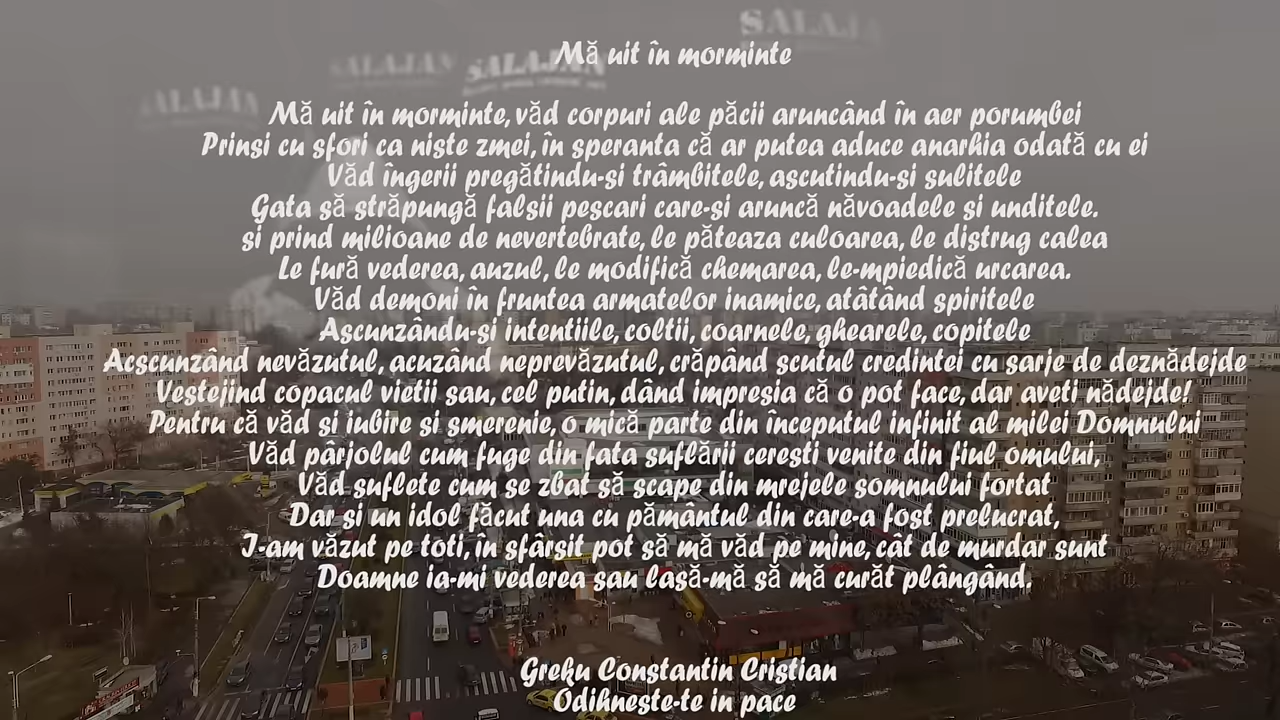 SALAJAN
SALAJAN
SALAJAN
SALAJAN
Mă uit în morminte
Mă uit în morminte, văd corpuri ale păcii aruncând în aer porumbei
Prinsi cu sfori ca niste zmei, în speranta că ar putea aduce anarhia odată cu ei
Văd îngerii pregătindu-si trâmbitele, ascutindu-si sulitele
Gata să străpungă falsii pescari care-si aruncă năvoadele si unditele.
si prind milioane de nevertebrate, le păteaza culoarea, le distrug calea
Le fură vederea, auzul, le modifică chemarea, le-mpiedică urcarea.
Văd demoni în fruntea armatelor inamice, atâtând spiritele
Ascunzându-si intentiile, coltii, coarnele, ghearele, copitele
Acscunzând nevăzutul, acuzând neprevăzutul, crăpând scutul credintei cu sarje de deznădejde
Vestejind copacul vietii sau, cel putin, dând impresia că o pot face, dar aveti nădejde!
Pentru că văd si iubire si smerenie, o mică parte din începutul infinit al milei Domnului
Văd pârjolul cum fuge din fata suflării ceresti venite din fiul omului,
Văd suflete cum se zbat să scape din mrejele somnului fortat
Dar si un idol făcut una cu pământul din care-a fost prelucrat,
I-am văzut pe toti, în sfârsit pot să mă văd pe mine, cât de murdar sunt
Doamne ia-mi vederea sau lasă-mă să mă curăt plângând.
Greku Constantin Cristian
Odihneste-te in pace